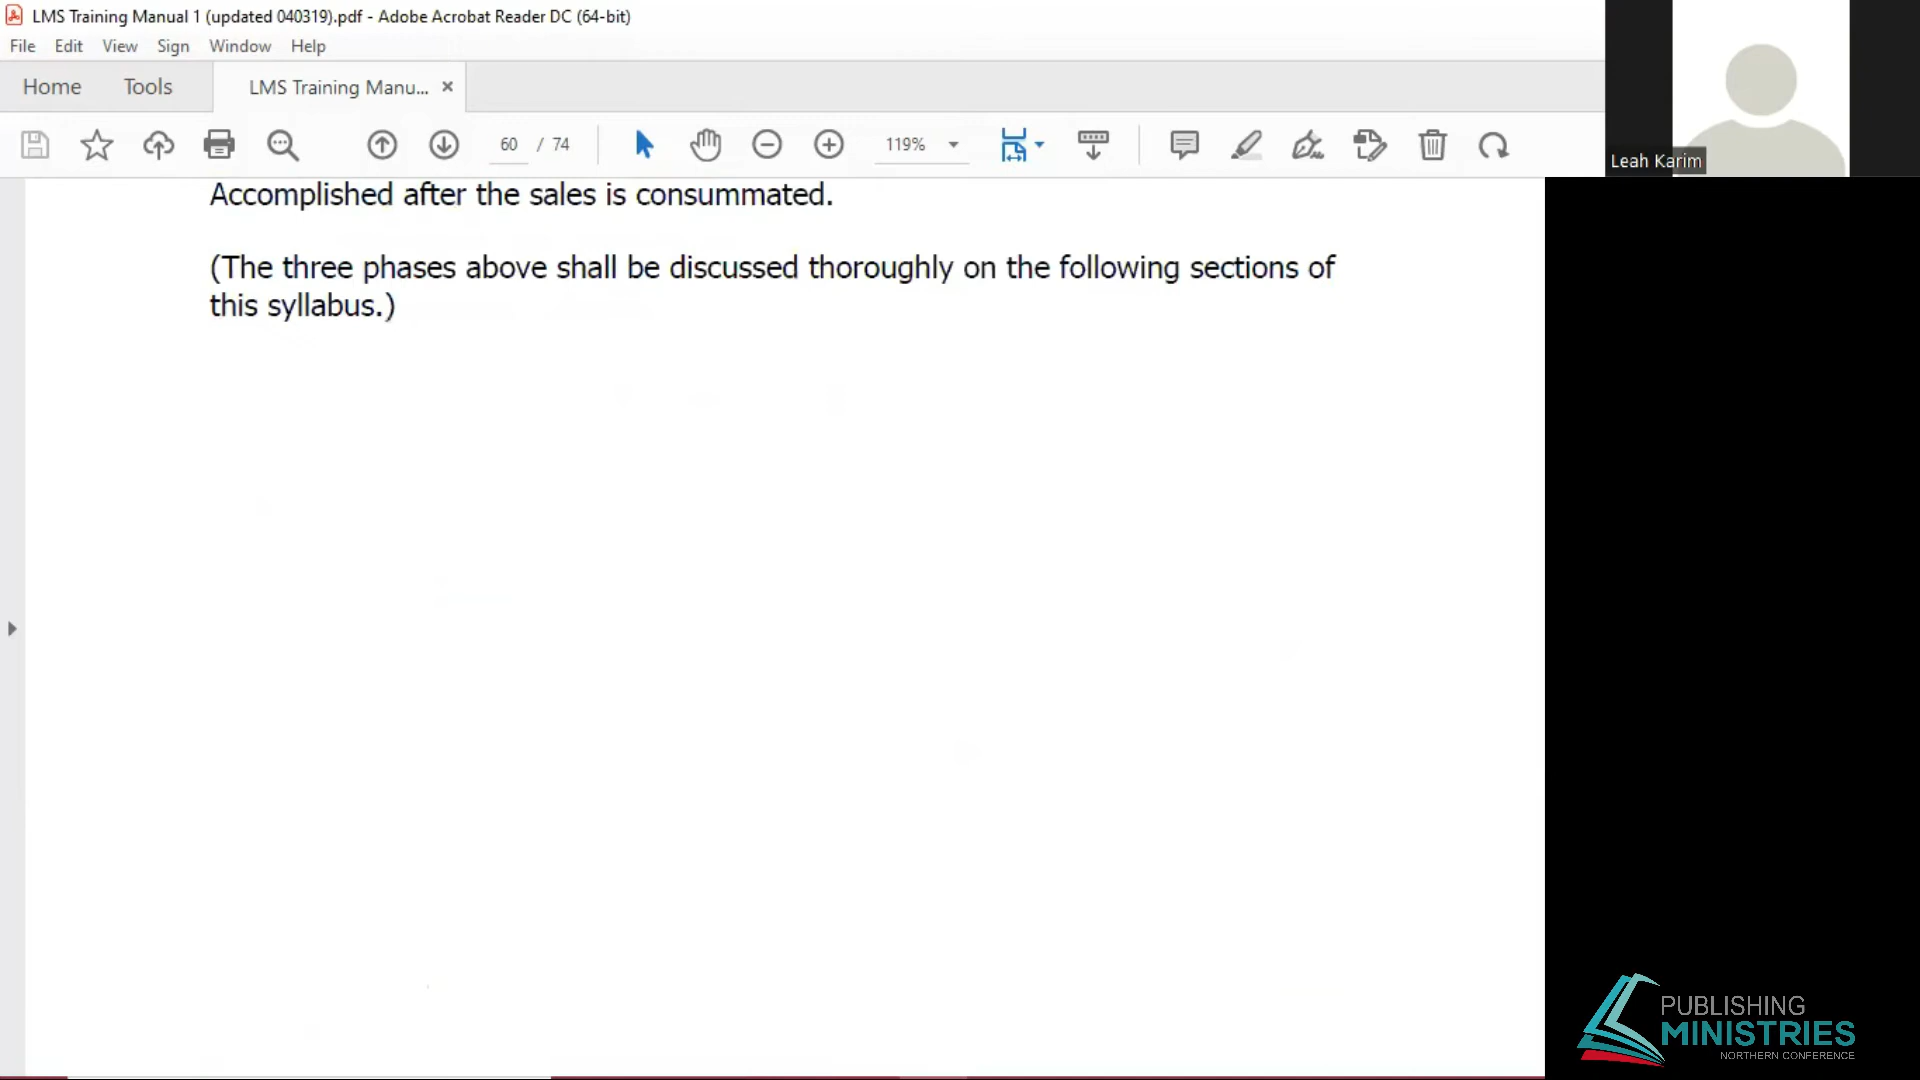 LMS Training Manual 1 (updated 040319).pdf - Adobe Acrobat Reader DC (64-bit)
File Edit View Sign Window Help
Home Tools LMS Training Manu... ×
60 / 74 119%
Leah Karim
Accomplished after the sales is consummated.
(The three phases above shall be discussed thoroughly on the following sections of
this syllabus.)
PUBLISHING
MINISTRIES
NORTHERN CONFERENCE